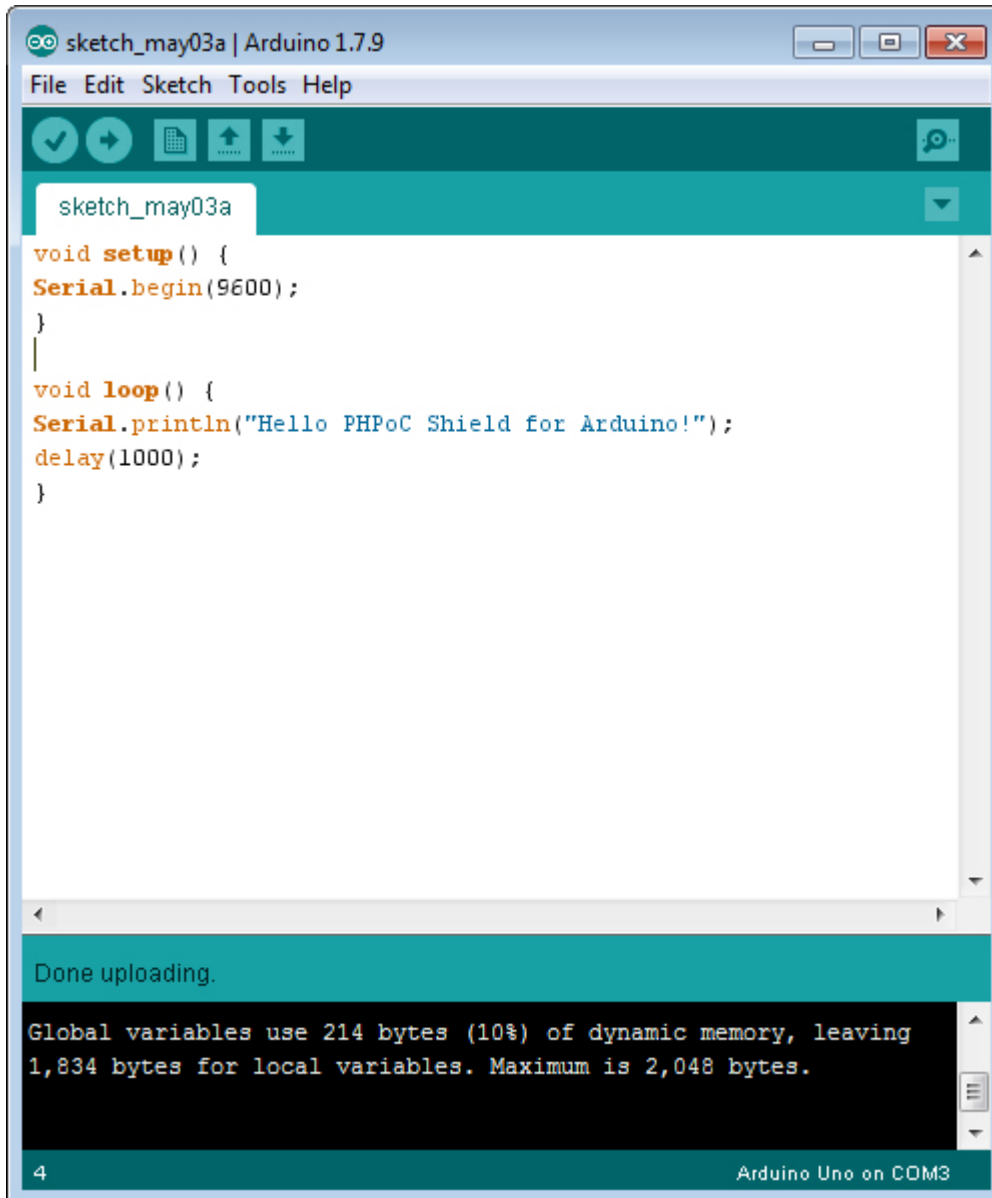 sketch_may03a | Arduino 1.7.9
File Edit Sketch Tools Help
sketch_may03a
void setup() {
Serial.begin(9600);
}
void loop() {
Serial.println("Hello PHPoC Shield for Arduino!");
delay(1000);
}
Done uploading.
Global variables use 214 bytes (10%) of dynamic memory, leaving
1,834 bytes for local variables. Maximum is 2,048 bytes.
4
Arduino Uno on COM3